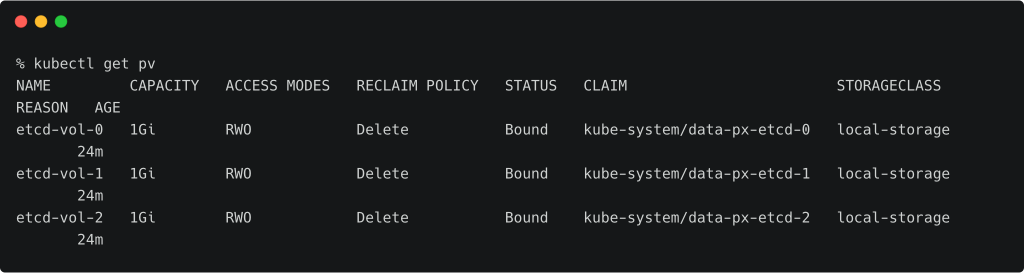 % kubectl get pv
NAME         CAPACITY   ACCESS MODES   RECLAIM POLICY   STATUS   CLAIM                        STORAGECLASS
REASON   AGE
etcd-vol-0   1Gi        RWO            Delete           Bound    kube-system/data-px-etcd-0   local-storage
       24m
etcd-vol-1   1Gi        RWO            Delete           Bound    kube-system/data-px-etcd-1   local-storage
       24m
etcd-vol-2   1Gi        RWO            Delete           Bound    kube-system/data-px-etcd-2   local-storage
       24m